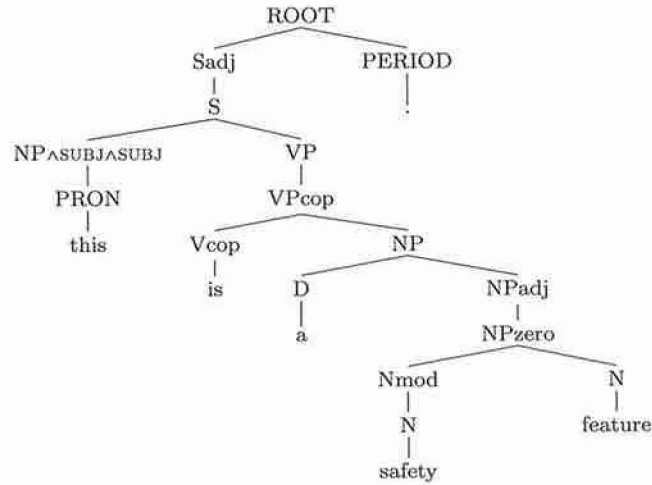 ROOT
Sadj PERIOD
S .
NP∧SUBJ∧SUBJ VP
PRON VPcop
this Vcop NP
is D NPadj
a NPzero
Nmod N
N feature
safety